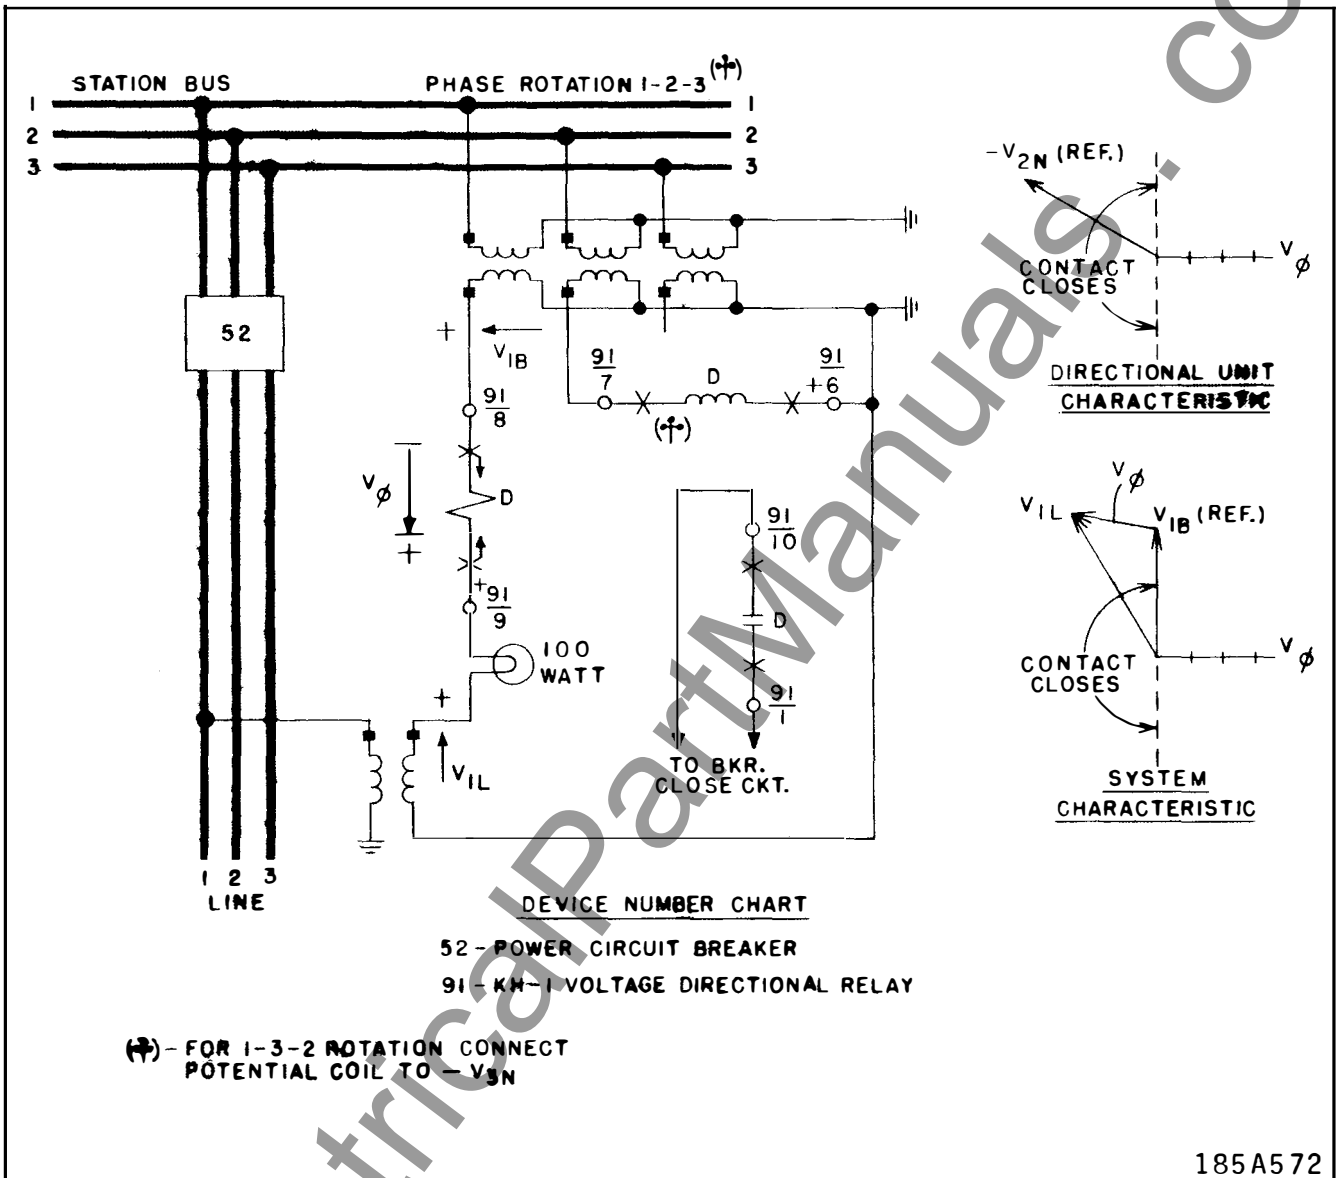 STATION BUS
PHASE ROTATION 1-2-3 (‡)
1 1
2 2
3 3
52
+
V1B
91/8
91/7
D
91/+6
(‡)
Vø
+
D
+
91/9
100
WATT
+
V1L
91/10
D
91/1
TO BKR.
CLOSE CKT.
1 2 3
LINE
-V2N (REF.)
CONTACT
CLOSES
Vø
DIRECTIONAL UNIT
CHARACTERISTIC
Vø
V1L
V1B (REF.)
CONTACT
CLOSES
Vø
SYSTEM
CHARACTERISTIC
DEVICE NUMBER CHART
52 - POWER CIRCUIT BREAKER
91 - KH-1 VOLTAGE DIRECTIONAL RELAY
(‡) - FOR 1-3-2 ROTATION CONNECT
POTENTIAL COIL TO - V3N
185A572
tricalPartManuals . co